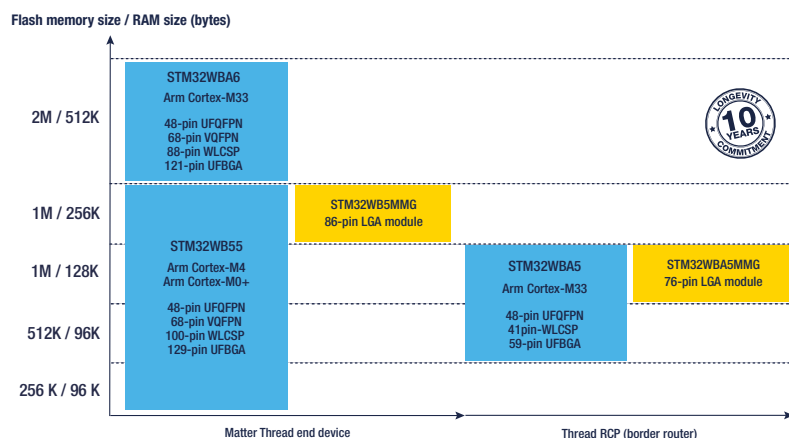 Flash memory size / RAM size (bytes)
2M / 512K
STM32WBA6
Arm Cortex-M33
48-pin UFQFPN
68-pin VQFPN
88-pin WLCSP
121-pin UFBGA
LONGEVITY
10
YEARS
COMMITMENT
1M / 256K
STM32WB5MMG
86-pin LGA module
1M / 128K
STM32WB55
Arm Cortex-M4
Arm Cortex-M0+
48-pin UFQFPN
68-pin VQFPN
100-pin WLCSP
129-pin UFBGA
STM32WBA5
Arm Cortex-M33
48-pin UFQFPN
41pin-WLCSP
59-pin UFBGA
STM32WBA5MMG
76-pin LGA module
512K / 96K
256 K / 96 K
Matter Thread end device
Thread RCP (border router)